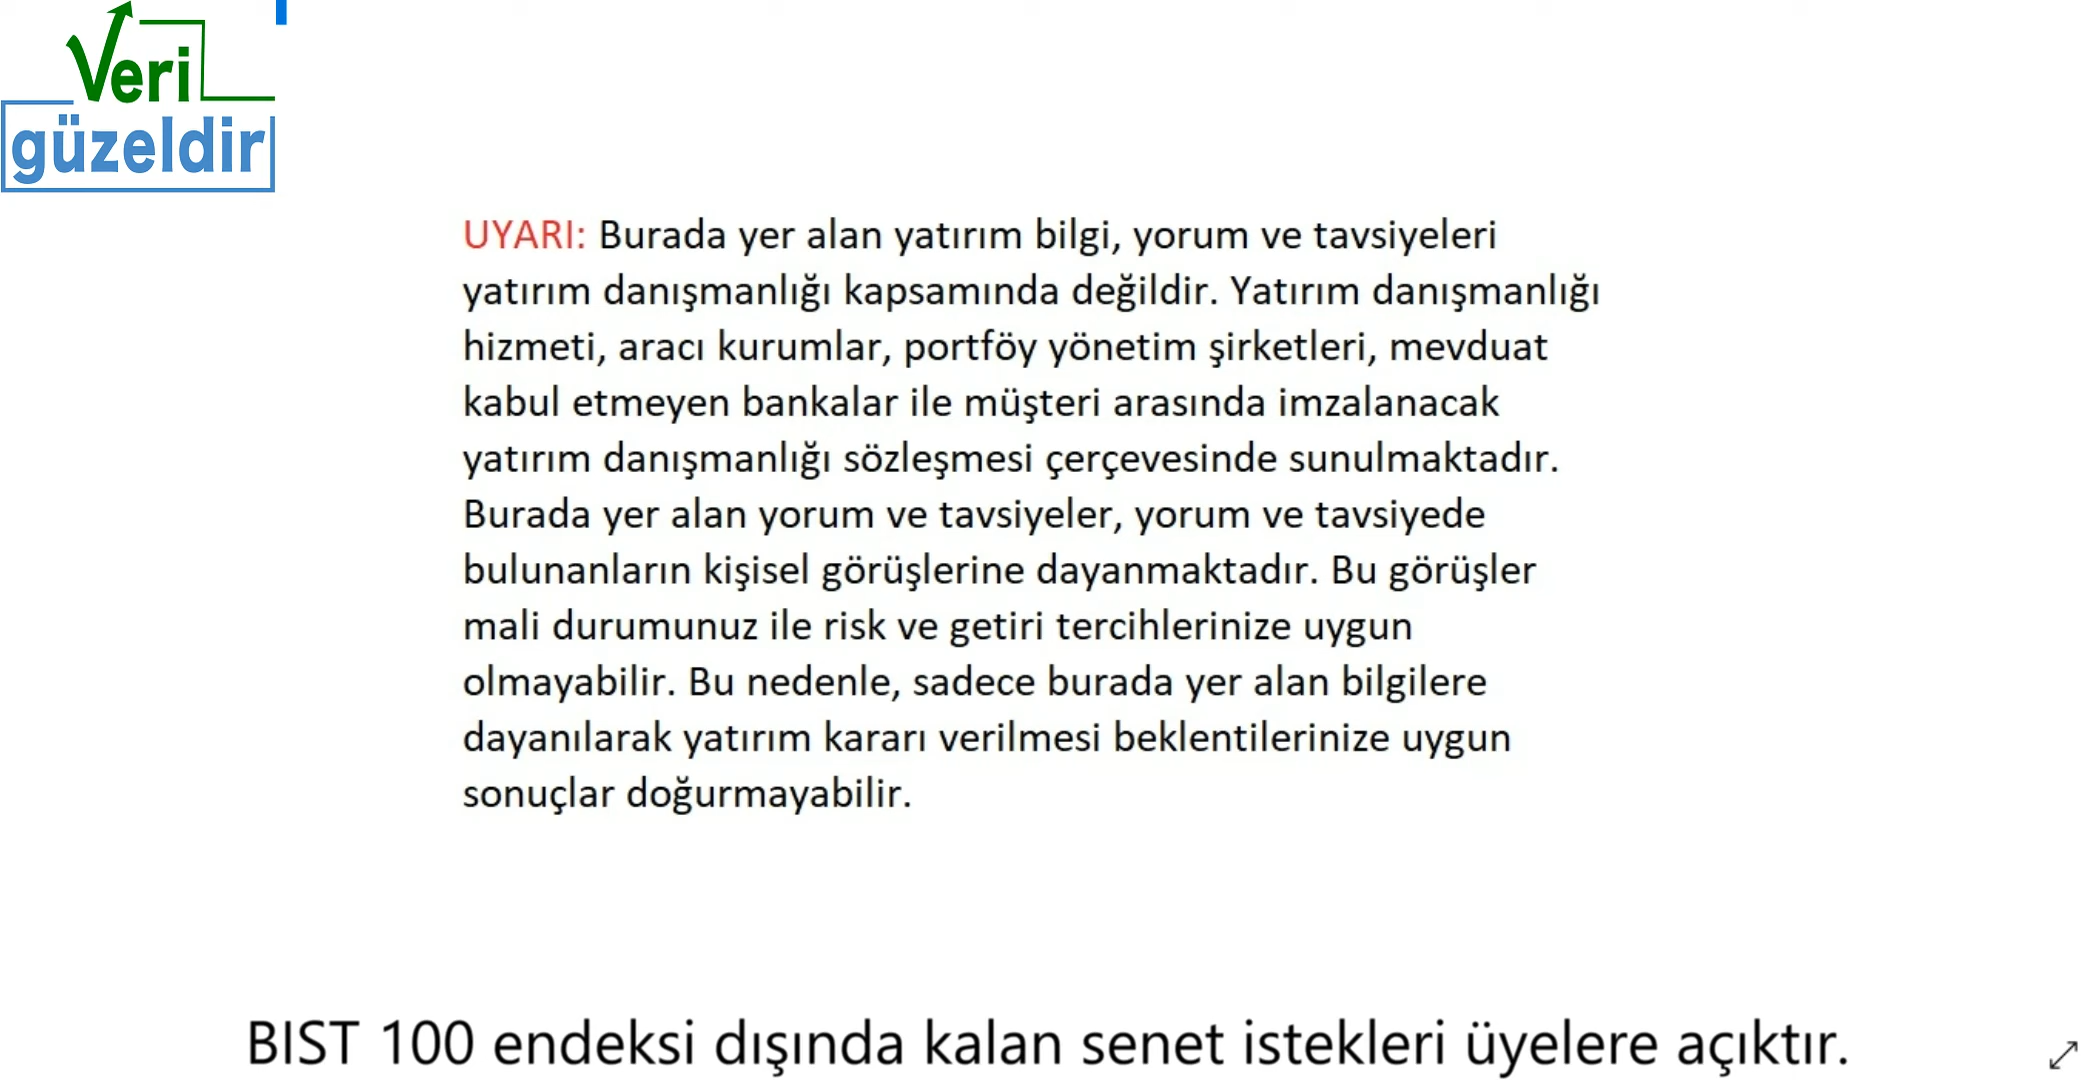 Veri
güzeldir
UYARI: Burada yer alan yatırım bilgi, yorum ve tavsiyeleri
yatırım danışmanlığı kapsamında değildir. Yatırım danışmanlığı
hizmeti, aracı kurumlar, portföy yönetim şirketleri, mevduat
kabul etmeyen bankalar ile müşteri arasında imzalanacak
yatırım danışmanlığı sözleşmesi çerçevesinde sunulmaktadır.
Burada yer alan yorum ve tavsiyeler, yorum ve tavsiyede
bulunanların kişisel görüşlerine dayanmaktadır. Bu görüşler
mali durumunuz ile risk ve getiri tercihlerinize uygun
olmayabilir. Bu nedenle, sadece burada yer alan bilgilere
dayanılarak yatırım kararı verilmesi beklentilerinize uygun
sonuçlar doğurmayabilir.
BIST 100 endeksi dışında kalan senet istekleri üyelere açıktır.